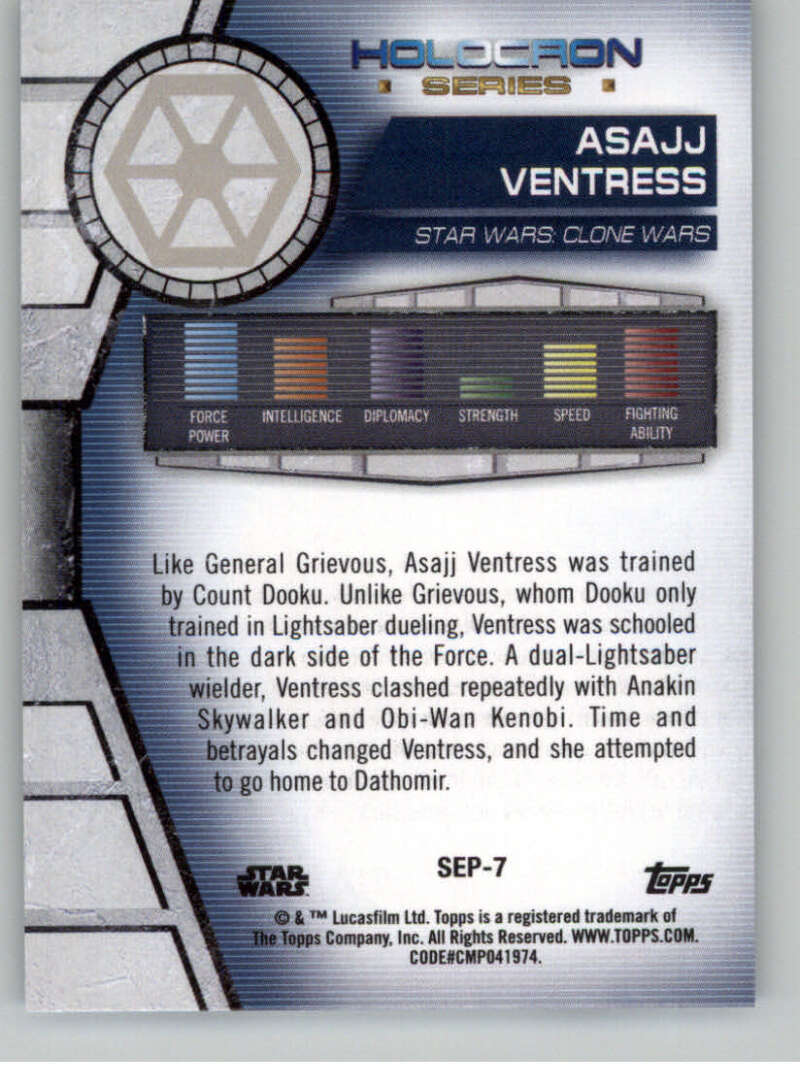 HOLOCRON
SERIES
ASAJJ
VENTRESS
STAR WARS: CLONE WARS
FORCE POWER
INTELLIGENCE
DIPLOMACY
STRENGTH
SPEED
FIGHTING ABILITY
Like General Grievous, Asajj Ventress was trained
by Count Dooku. Unlike Grievous, whom Dooku only
trained in Lightsaber dueling, Ventress was schooled
in the dark side of the Force. A dual-Lightsaber
wielder, Ventress clashed repeatedly with Anakin
Skywalker and Obi-Wan Kenobi. Time and
betrayals changed Ventress, and she attempted
to go home to Dathomir.
STAR
WARS
SEP-7
topps
© & ™ Lucasfilm Ltd. Topps is a registered trademark of
The Topps Company, Inc. All Rights Reserved. WWW.TOPPS.COM.
CODE#CMP041974.